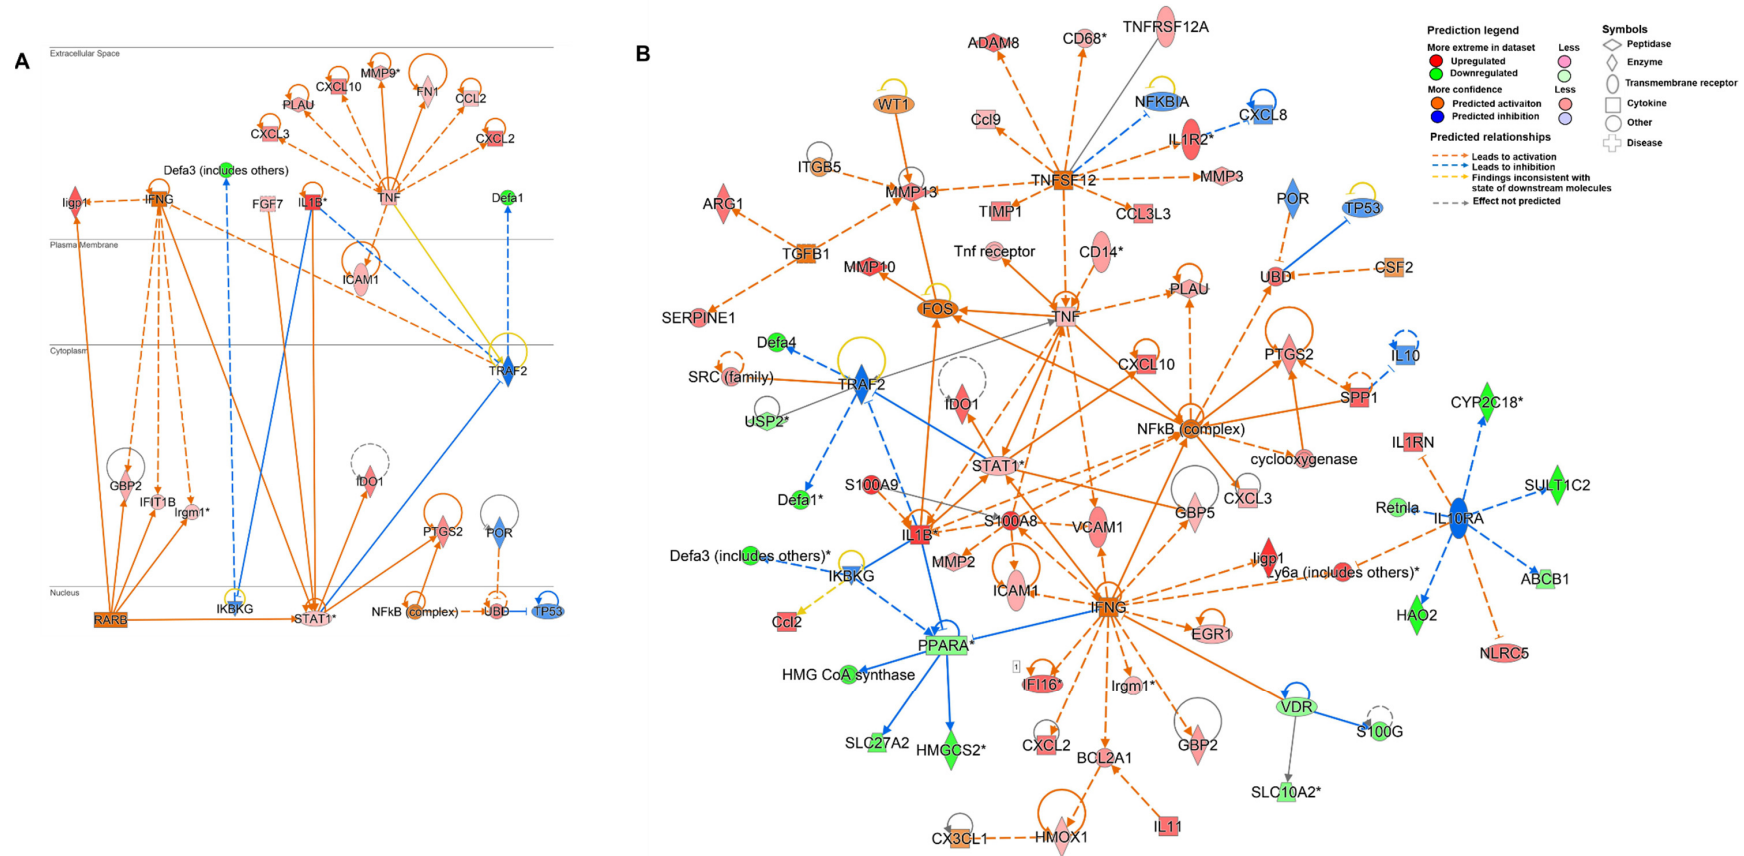 A
Extracellular Space
MMP9*
CXCL10
FN1
CCL2
PLAU
CXCL3
CXCL2
Defa3 (includes others)
Iigp1
IFNG
FGF7
IL1B*
TNF
Defa1
Plasma Membrane
ICAM1
Cytoplasm
TRAF2
GBP2
IFIT1B
Irgm1*
IDO1
PTGS2
POR
Nucleus
RARB
IKBKG
STAT1*
NFkB (complex)
UBD
TP53
B
TNFRSF12A
ADAM8
CD68*
WT1
NFKBIA
CXCL8
Ccl9
IL1R2*
ITGB5
MMP13
TNFSF12
MMP3
ARG1
TIMP1
CCL3L3
POR
TP53
TGFB1
Tnf receptor
CD14*
MMP10
UBD
CSF2
PLAU
SERPINE1
FOS
TNF
Defa4
PTGS2
IL10
SRC (family)
TRAF2
CXCL10
USP2*
IDO1
SPP1
CYP2C18*
NFkB (complex)
IL1RN
STAT1*
cyclooxygenase
S100A9
Defa1*
CXCL3
SULT1C2
Retnla
IL10RA
GBP5
S100A8
VCAM1
IL1B*
Defa3 (includes others)*
MMP2
Iigp1
IKBKG
Ly6a (includes others)*
ABCB1
ICAM1
IFNG
HAO2
Ccl2
EGR1
PPARA*
NLRC5
HMG CoA synthase
1
IFI16*
Irgm1*
VDR
S100G
SLC27A2
HMGCS2*
CXCL2
GBP2
BCL2A1
SLC10A2*
CX3CL1
HMOX1
IL11
Prediction legend
More extreme in dataset
Less
Upregulated
Downregulated
More confidence
Less
Predicted activaiton
Predicted inhibition
Predicted relationships
Leads to activation
Leads to inhibition
Findings inconsistent with
state of downstream molecules
Effect not predicted
Symbols
Peptidase
Enzyme
Transmembrane receptor
Cytokine
Other
Disease